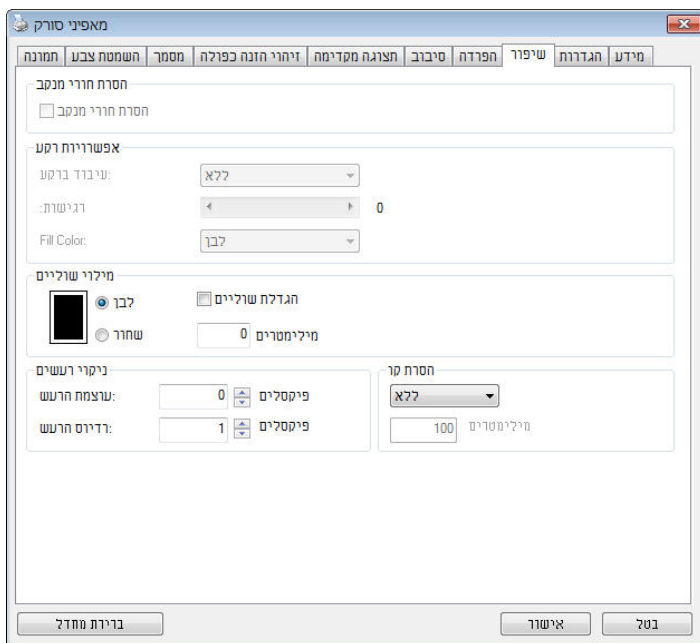 מאפיני סורק
תמונה השמטת צבע מסמך זיהוי הזנה כפולה תצוגה מקדימה סיבוב הפרדה שיפור הגדרות מידע
הסרת חורי מנקב
הסרת חורי מנקב
אפשרויות רקע
עיבוד ברקע: ללא
רגישות: 0
Fill Color: לבן
מילוי שוליים
לבן הגדלת שוליים
שחור 0 מילימטרים
ניקוי רעשים
עוצמת הרעש: 0 פיקסלים
רדיוס הרעש: 1 פיקסלים
הסרת קו
ללא
100 מילימטרים
ברירת מחדל אישור בטל